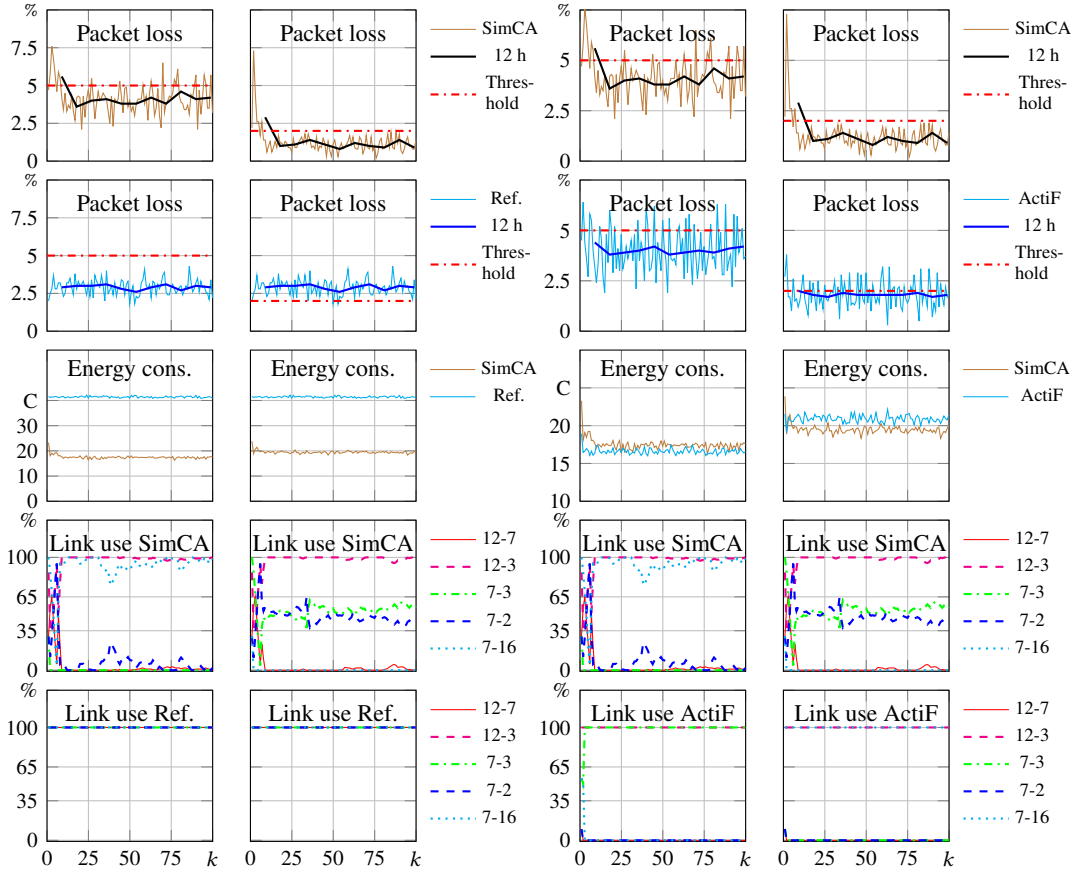 % Packet loss Packet loss SimCA % Packet loss Packet loss SimCA
7.5 12 h 12 h
5 Thres- 5 Thres-
hold hold
2.5 2.5
0 0
% Packet loss Packet loss Ref. % Packet loss Packet loss ActiF
7.5 12 h 12 h
5 Thres- 5 Thres-
hold hold
2.5 2.5
0 0
Energy cons. Energy cons. SimCA Energy cons. Energy cons. SimCA
C Ref. C ActiF
30 20
20 15
10
0 10
% Link use SimCA Link use SimCA 12-7 % Link use SimCA Link use SimCA 12-7
100 12-3 100 12-3
65 7-3 65 7-3
35 7-2 35 7-2
0 7-16 0 7-16
% Link use Ref. Link use Ref. 12-7 % Link use ActiF Link use ActiF 12-7
100 12-3 100 12-3
65 7-3 65 7-3
35 7-2 35 7-2
0 7-16 0 7-16
0 25 50 75 k 0 25 50 75 k 0 25 50 75 k 0 25 50 75 k